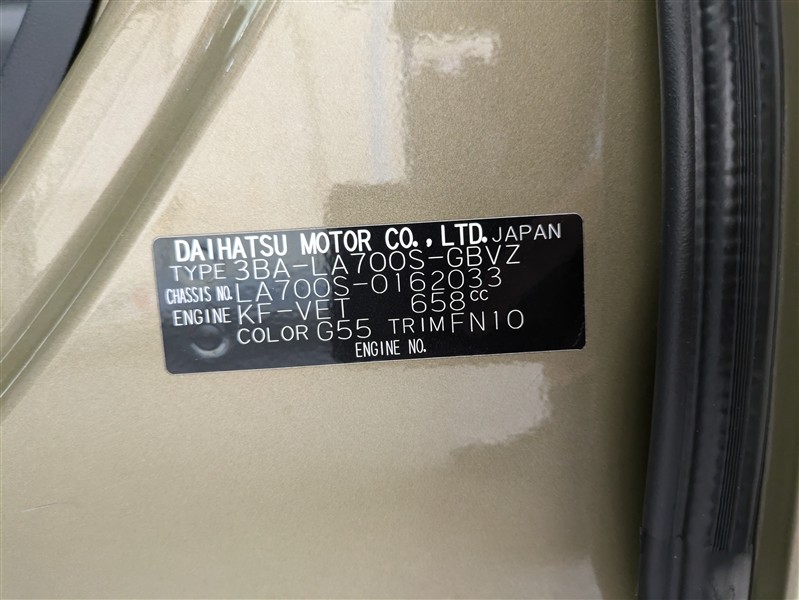 DAIHATSU MOTOR CO., LTD. JAPAN
TYPE 3BA-LA700S-GBVZ
CHASSIS NO. LA700S-0162033
ENGINE KF-VET 658cc
COLOR G55 TRIM FN10
ENGINE NO.